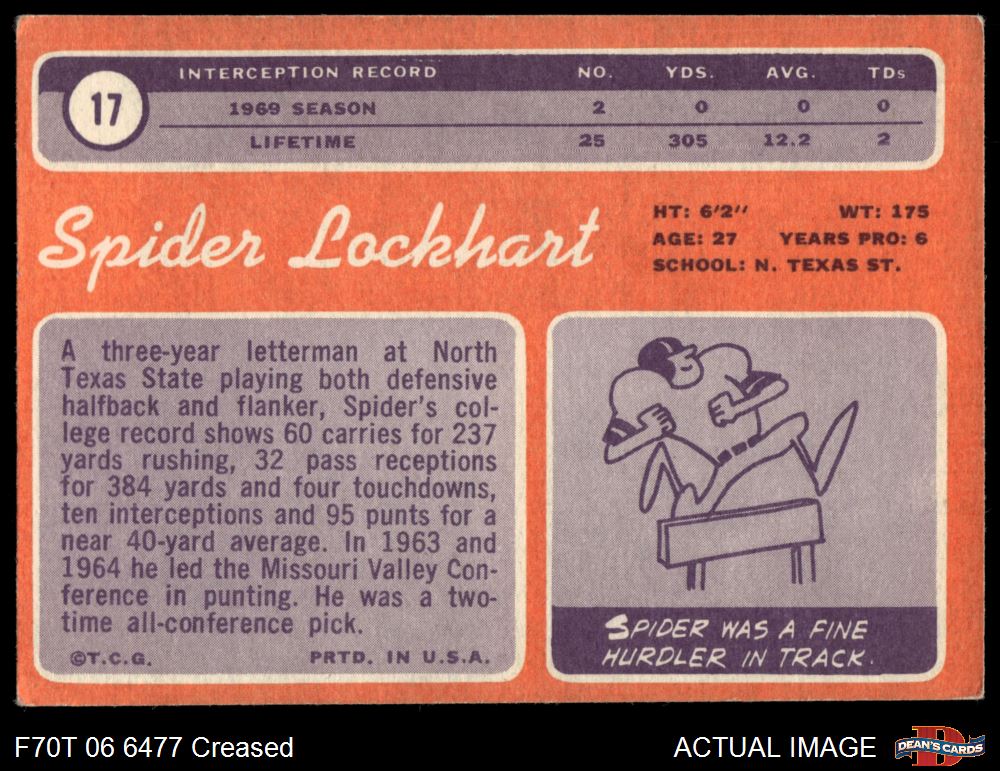 17
INTERCEPTION RECORD NO. YDS. AVG. TDs
1969 SEASON 2 0 0 0
LIFETIME 25 305 12.2 2
Spider Lockhart
HT: 6'2" WT: 175
AGE: 27 YEARS PRO: 6
SCHOOL: N. TEXAS ST.
A three-year letterman at North
Texas State playing both defensive
halfback and flanker, Spider's col-
lege record shows 60 carries for 237
yards rushing, 32 pass receptions
for 384 yards and four touchdowns,
ten interceptions and 95 punts for a
near 40-yard average. In 1963 and
1964 he led the Missouri Valley Con-
ference in punting. He was a two-
time all-conference pick.
©T.C.G. PRTD. IN U.S.A.
SPIDER WAS A FINE
HURDLER IN TRACK.
F70T 06 6477 Creased
ACTUAL IMAGE
D
DEAN'S CARDS